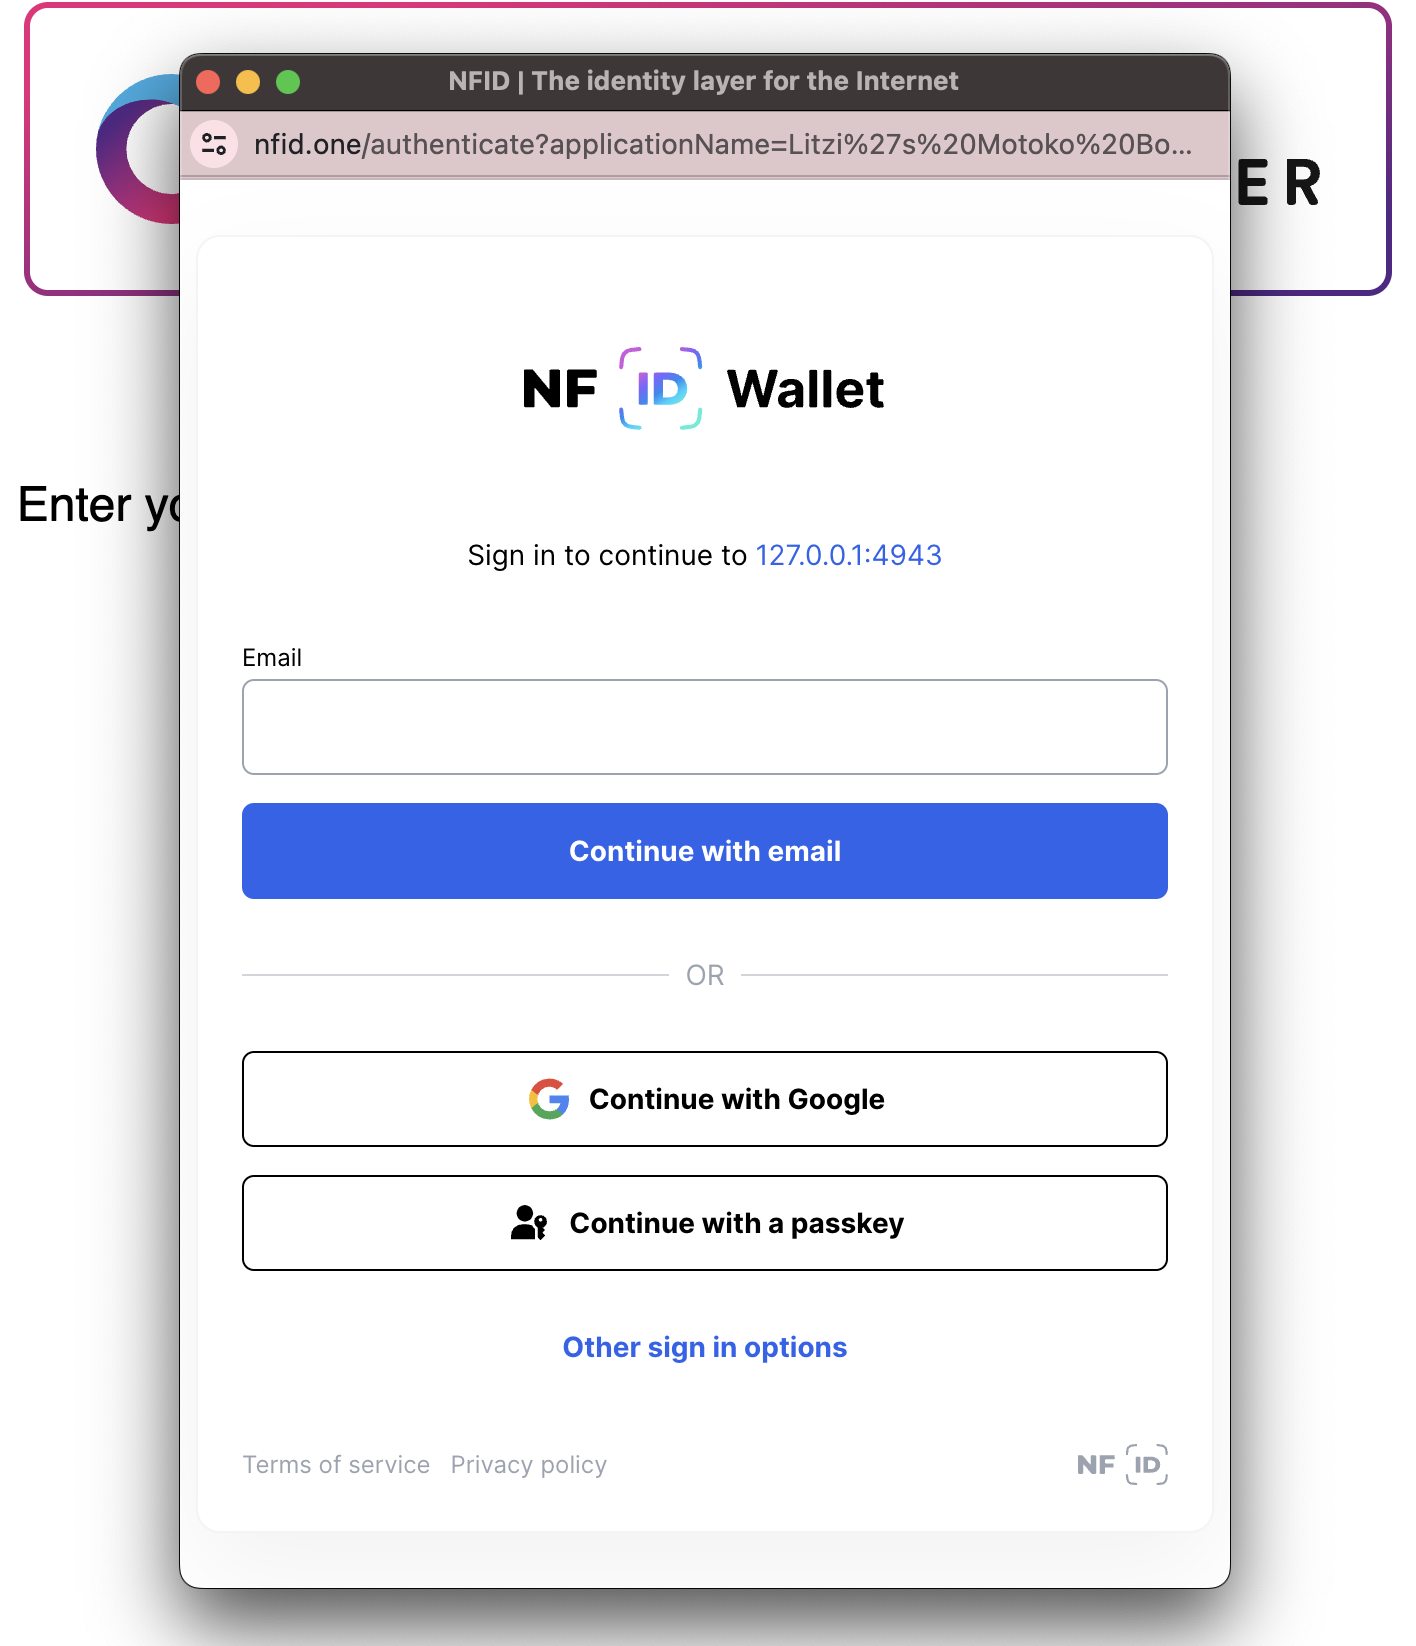 NFID | The identity layer for the Internet
nfid.one/authenticate?applicationName=Litzi%27s%20Motoko%20Bo...
ER
NF ID Wallet
Enter yo
Sign in to continue to 127.0.0.1:4943
Email
Continue with email
OR
Continue with Google
Continue with a passkey
Other sign in options
Terms of service Privacy policy
NF ID